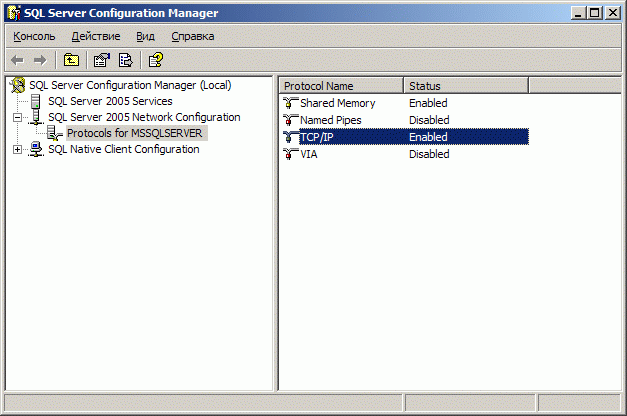 SQL Server Configuration Manager
Консоль Действие Вид Справка
SQL Server Configuration Manager (Local)
SQL Server 2005 Services
SQL Server 2005 Network Configuration
Protocols for MSSQLSERVER
SQL Native Client Configuration
Protocol Name Status
Shared Memory Enabled
Named Pipes Disabled
TCP/IP Enabled
VIA Disabled